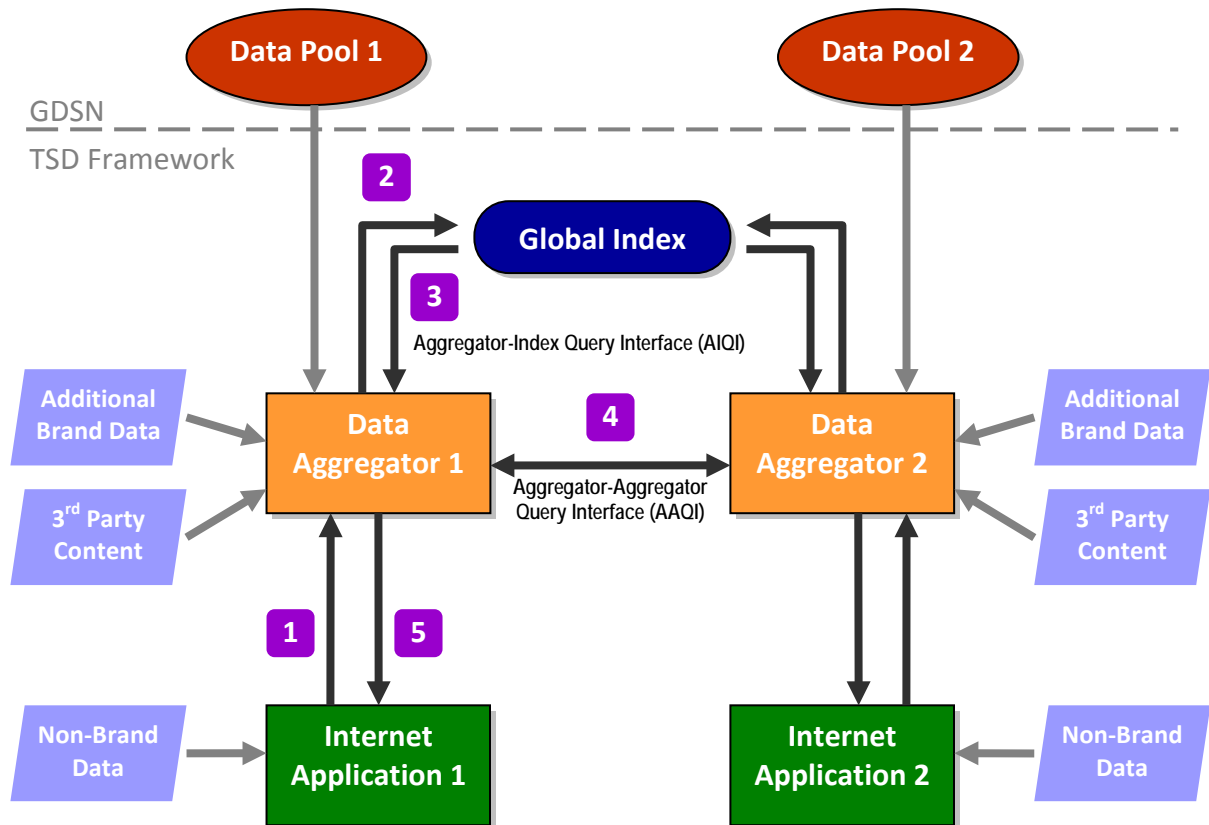 Data Pool 1
Data Pool 2
GDSN
TSD Framework
2
Global Index
3
Aggregator-Index Query Interface (AIQI)
Additional
Brand Data
Data
Aggregator 1
4
Data
Aggregator 2
Additional
Brand Data
Aggregator-Aggregator
Query Interface (AAQI)
3rd Party
Content
3rd Party
Content
1
5
Non-Brand
Data
Internet
Application 1
Internet
Application 2
Non-Brand
Data